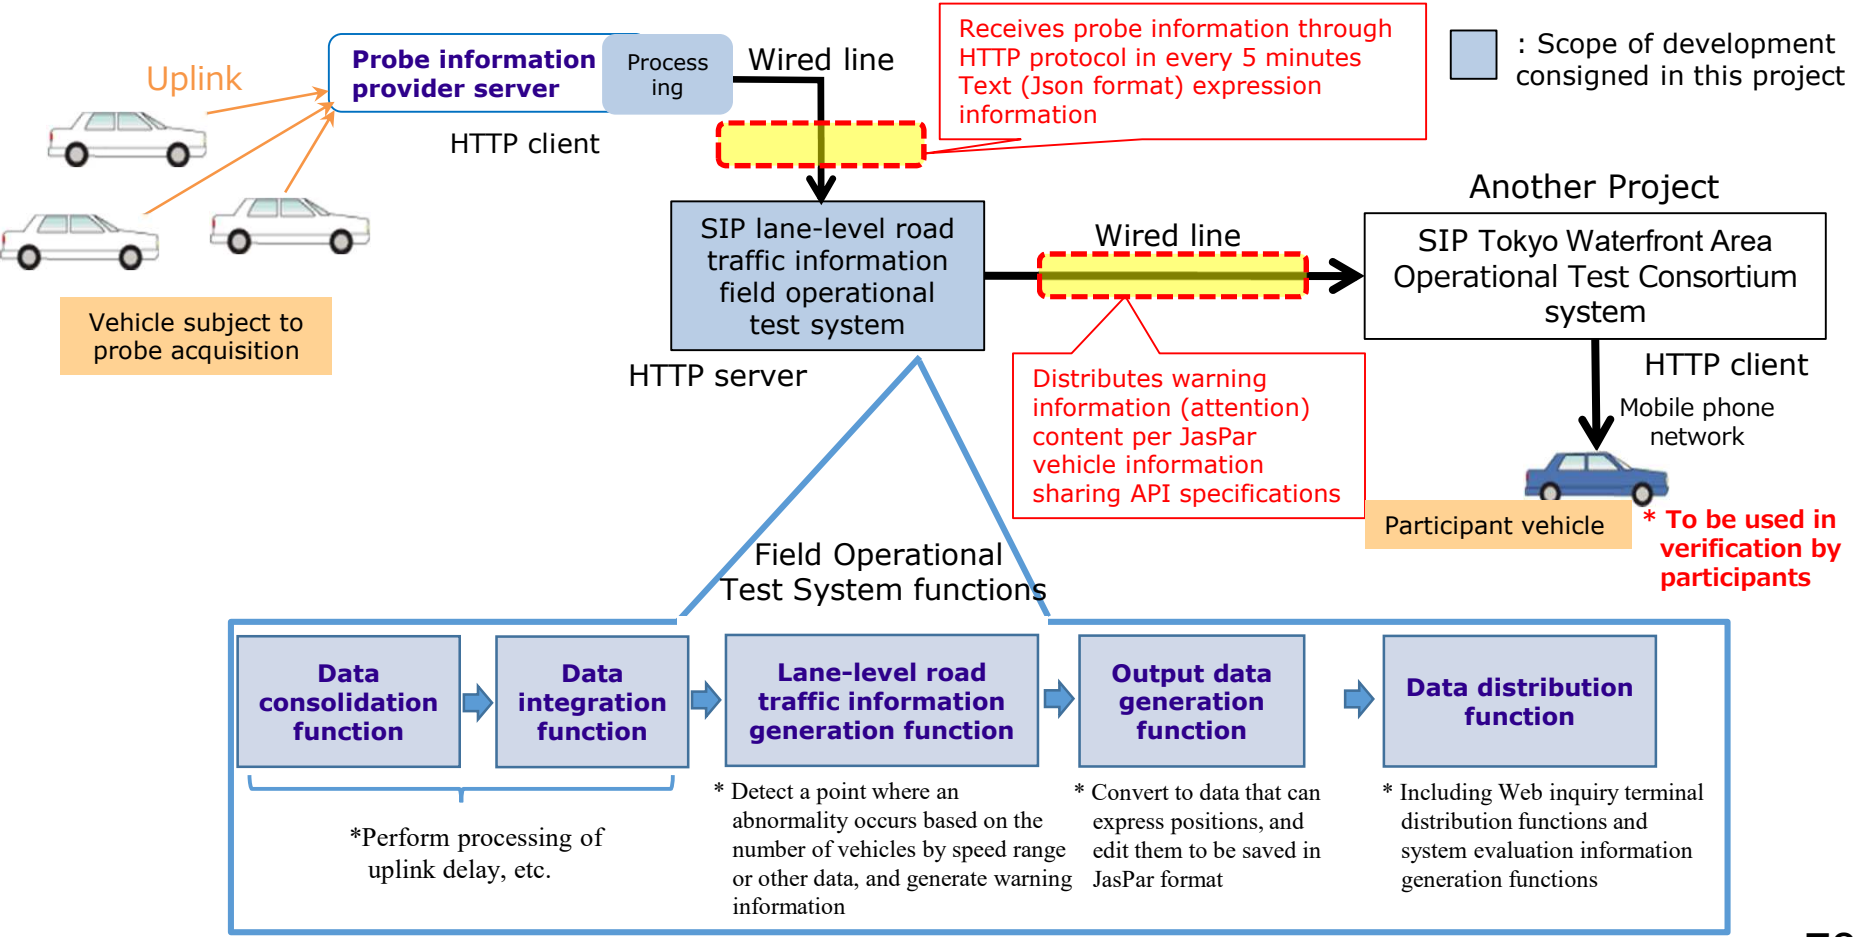 Uplink
Probe information
provider server
Process
ing
Wired line
HTTP client
Receives probe information through
HTTP protocol in every 5 minutes
Text (Json format) expression
information
: Scope of development
consigned in this project
Vehicle subject to
probe acquisition
SIP lane-level road
traffic information
field operational
test system
HTTP server
Wired line
Another Project
SIP Tokyo Waterfront Area
Operational Test Consortium
system
HTTP client
Mobile phone
network
Distributes warning
information (attention)
content per JasPar
vehicle information
sharing API specifications
Participant vehicle
* To be used in
verification by
participants
Field Operational
Test System functions
Data
consolidation
function
Data
integration
function
Lane-level road
traffic information
generation function
Output data
generation
function
Data distribution
function
*Perform processing of
uplink delay, etc.
* Detect a point where an
abnormality occurs based on the
number of vehicles by speed range
or other data, and generate warning
information
* Convert to data that can
express positions, and
edit them to be saved in
JasPar format
* Including Web inquiry terminal
distribution functions and
system evaluation information
generation functions